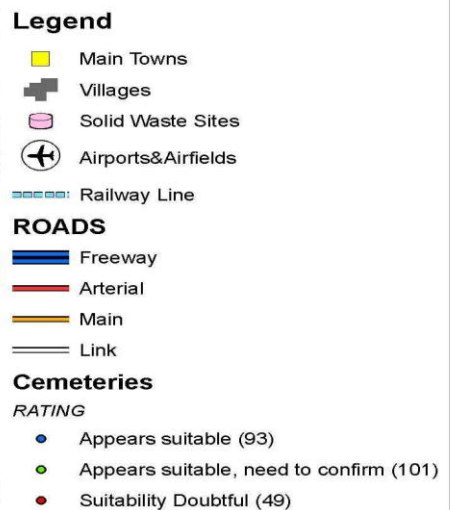 Legend
Main Towns
Villages
Solid Waste Sites
Airports&Airfields
Railway Line
ROADS
Freeway
Arterial
Main
Link
Cemeteries
RATING
Appears suitable (93)
Appears suitable, need to confirm (101)
Suitability Doubtful (49)